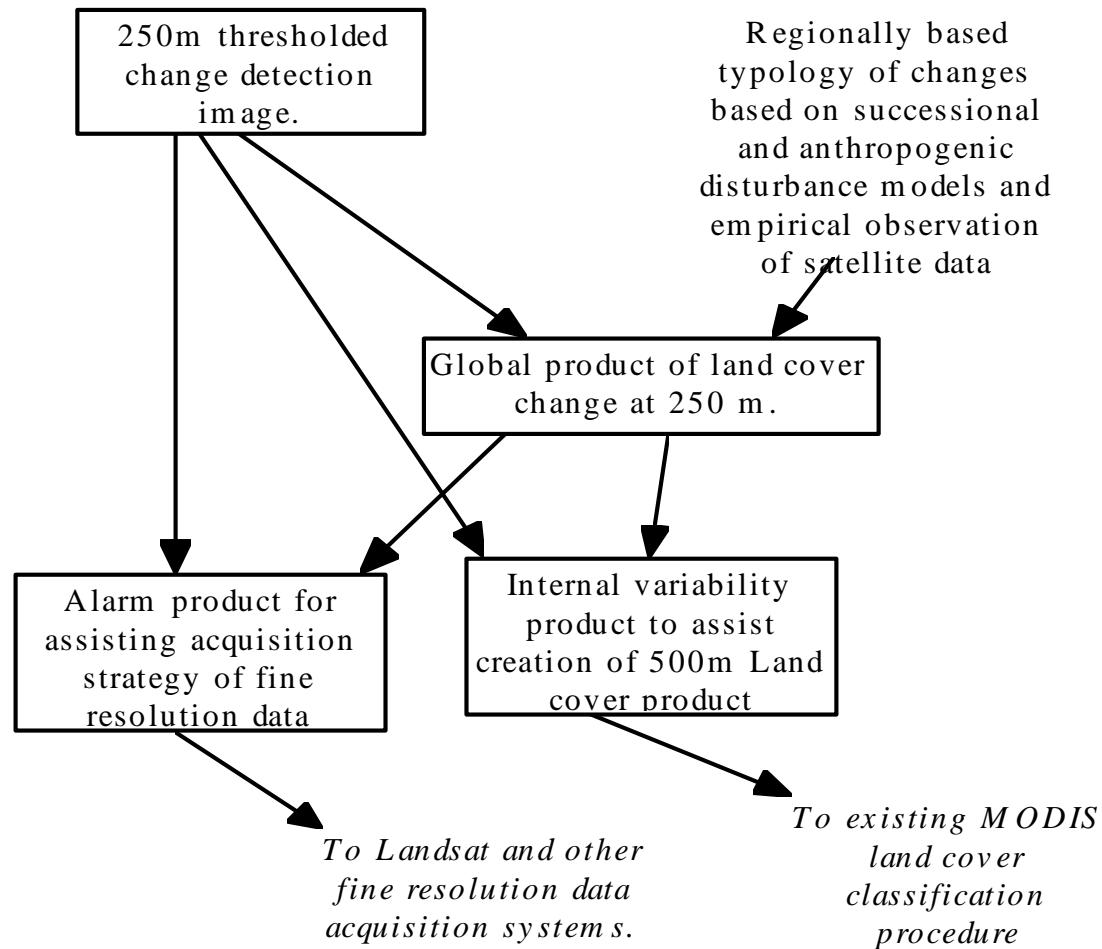 250m thresholded
change detection
image.
Regionally based
typology of changes
based on successional
and anthropogenic
disturbance models and
empirical observation
of satellite data
Global product of land cover
change at 250 m.
Alarm product for
assisting acquisition
strategy of fine
resolution data
Internal variability
product to assist
creation of 500m Land
cover product
To Landsat and other
fine resolution data
acquisition systems.
To existing MODIS
land cover
classification
procedure